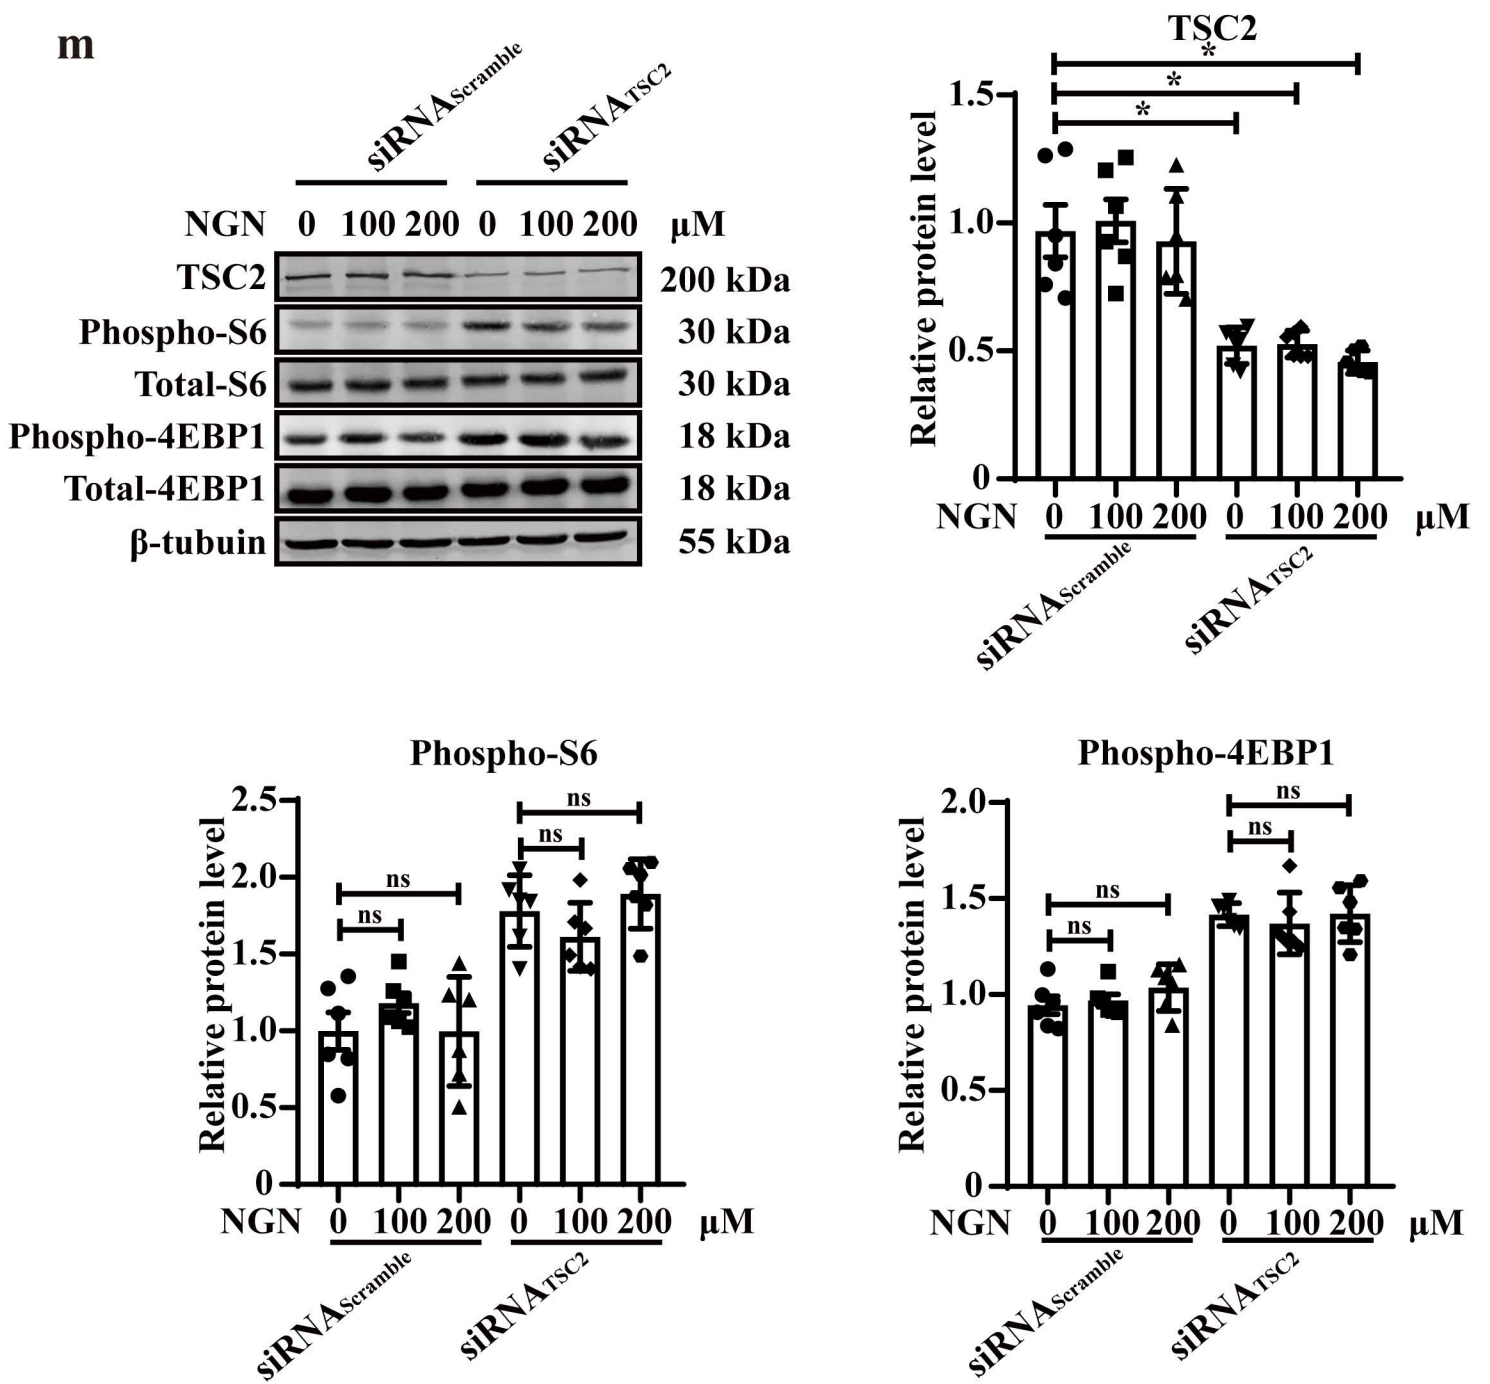 m
siRNAScramble
siRNATSC2
NGN 0 100 200 0 100 200 μM
TSC2 200 kDa
Phospho-S6 30 kDa
Total-S6 30 kDa
Phospho-4EBP1 18 kDa
Total-4EBP1 18 kDa
β-tubuin 55 kDa
TSC2
*
*
*
Relative protein level
1.5
1.0
0.5
0
NGN 0 100 200 0 100 200 μM
siRNAScramble
siRNATSC2
Phospho-S6
Relative protein level
2.5
2.0
1.5
1.0
0.5
0
ns
ns
ns
ns
NGN 0 100 200 0 100 200 μM
siRNAScramble
siRNATSC2
Phospho-4EBP1
Relative protein level
2.0
1.5
1.0
0.5
0
ns
ns
ns
ns
NGN 0 100 200 0 100 200 μM
siRNAScramble
siRNATSC2